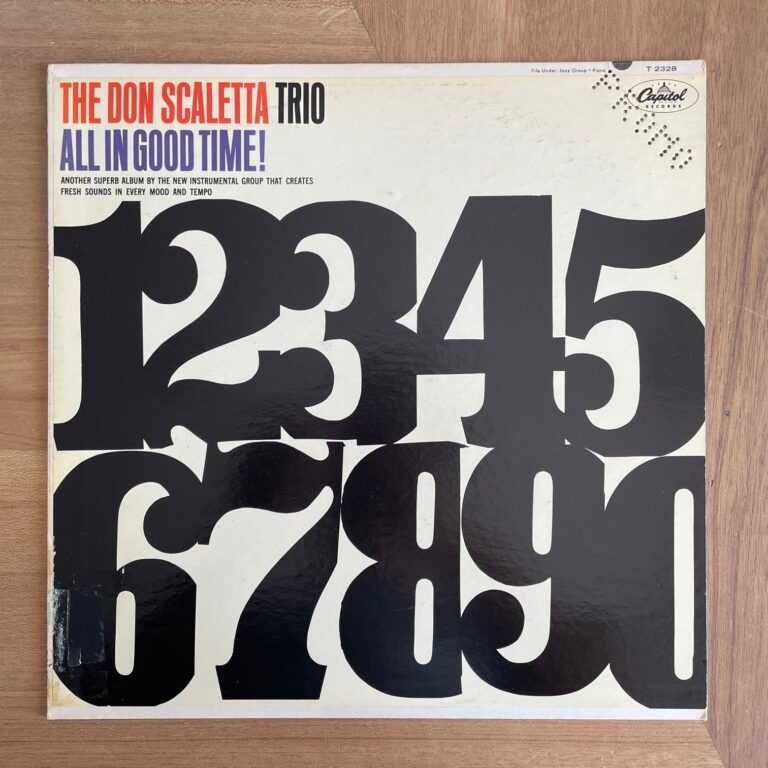 File Under: Jazz Group • Piano
T 2328
THE DON SCALETTA TRIO
Capitol
RECORDS
ALL IN GOOD TIME!
ANOTHER SUPERB ALBUM BY THE NEW INSTRUMENTAL GROUP THAT CREATES
FRESH SOUNDS IN EVERY MOOD AND TEMPO
12345
67890